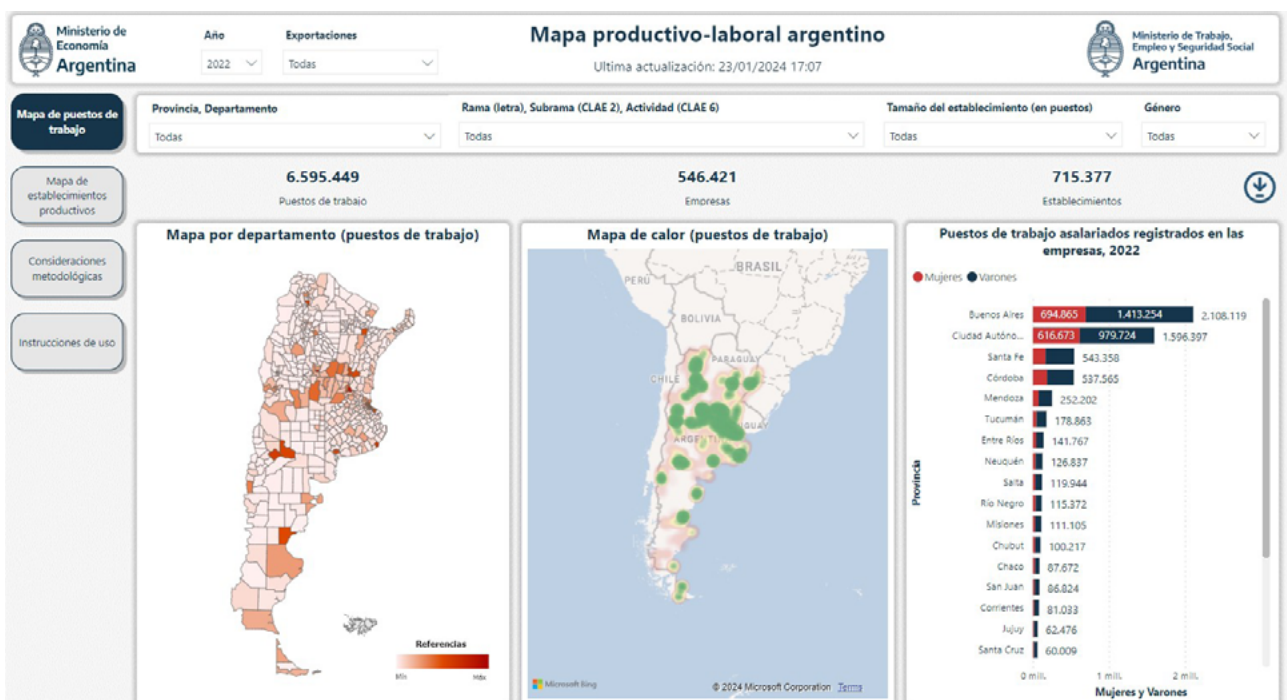 Ministerio de
Economía
Argentina
Año
2022
Exportaciones
Todas
Mapa productivo-laboral argentino
Ultima actualización: 23/01/2024 17:07
Ministerio de Trabajo,
Empleo y Seguridad Social
Argentina
Mapa de puestos de
trabajo
Mapa de
establecimientos
productivos
Consideraciones
metodológicas
Instrucciones de uso
Provincia, Departamento
Todas
Rama (letra), Subrama (CLAE 2), Actividad (CLAE 6)
Todas
Tamaño del establecimiento (en puestos)
Todas
Género
Todas
6.595.449
Puestos de trabajo
546.421
Empresas
715.377
Establecimientos
Mapa por departamento (puestos de trabajo)
Referencias
Mín
Máx
Mapa de calor (puestos de trabajo)
BRASIL
PERÚ
BOLIVIA
PARAGUAY
CHILE
Microsoft Bing
© 2024 Microsoft Corporation Terms
Puestos de trabajo asalariados registrados en las
empresas, 2022
Mujeres Varones
Provincia
Buenos Aires 694.865 1.413.254 2.108.119
Ciudad Autóno... 616.673 979.724 1.596.397
Santa Fe 543.358
Córdoba 537.565
Mendoza 252.202
Tucumán 178.863
Entre Ríos 141.767
Neuquén 126.837
Salta 119.944
Río Negro 115.372
Misiones 111.105
Chubut 100.217
Chaco 87.672
San Juan 86.824
Corrientes 81.033
Jujuy 62.476
Santa Cruz 60.009
0 mill. 1 mill. 2 mill.
Mujeres y Varones